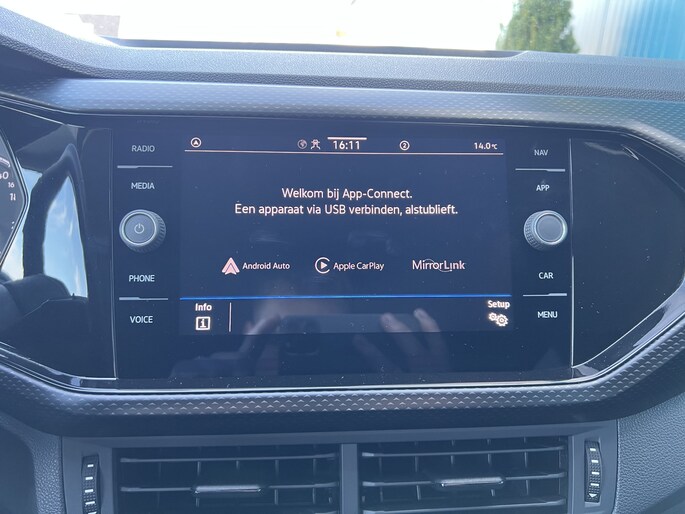 RADIO
MEDIA
PHONE
VOICE
16:11
2
14.0°C
Welkom bij App-Connect.
Een apparaat via USB verbinden, alstublieft.
Android Auto
Apple CarPlay
MirrorLink
Info
Setup
NAV
APP
CAR
MENU